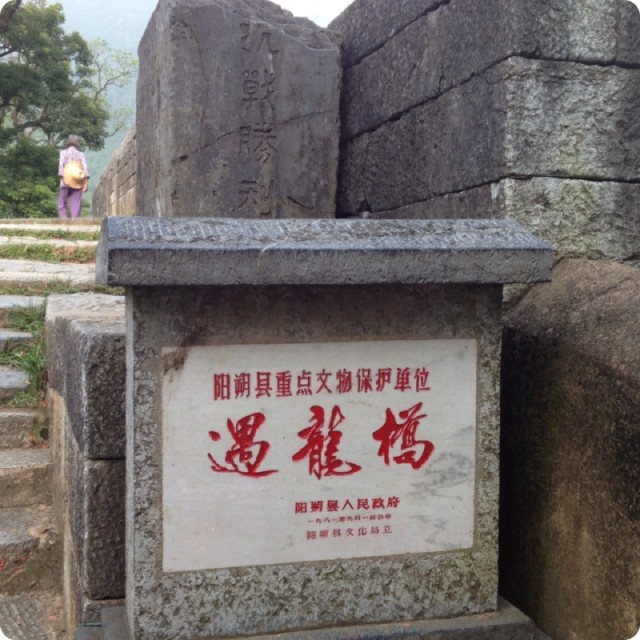 抗戰勝利
阳朔县重点文物保护单位
遇龍橋
阳朔县人民政府
阳朔县文化局立